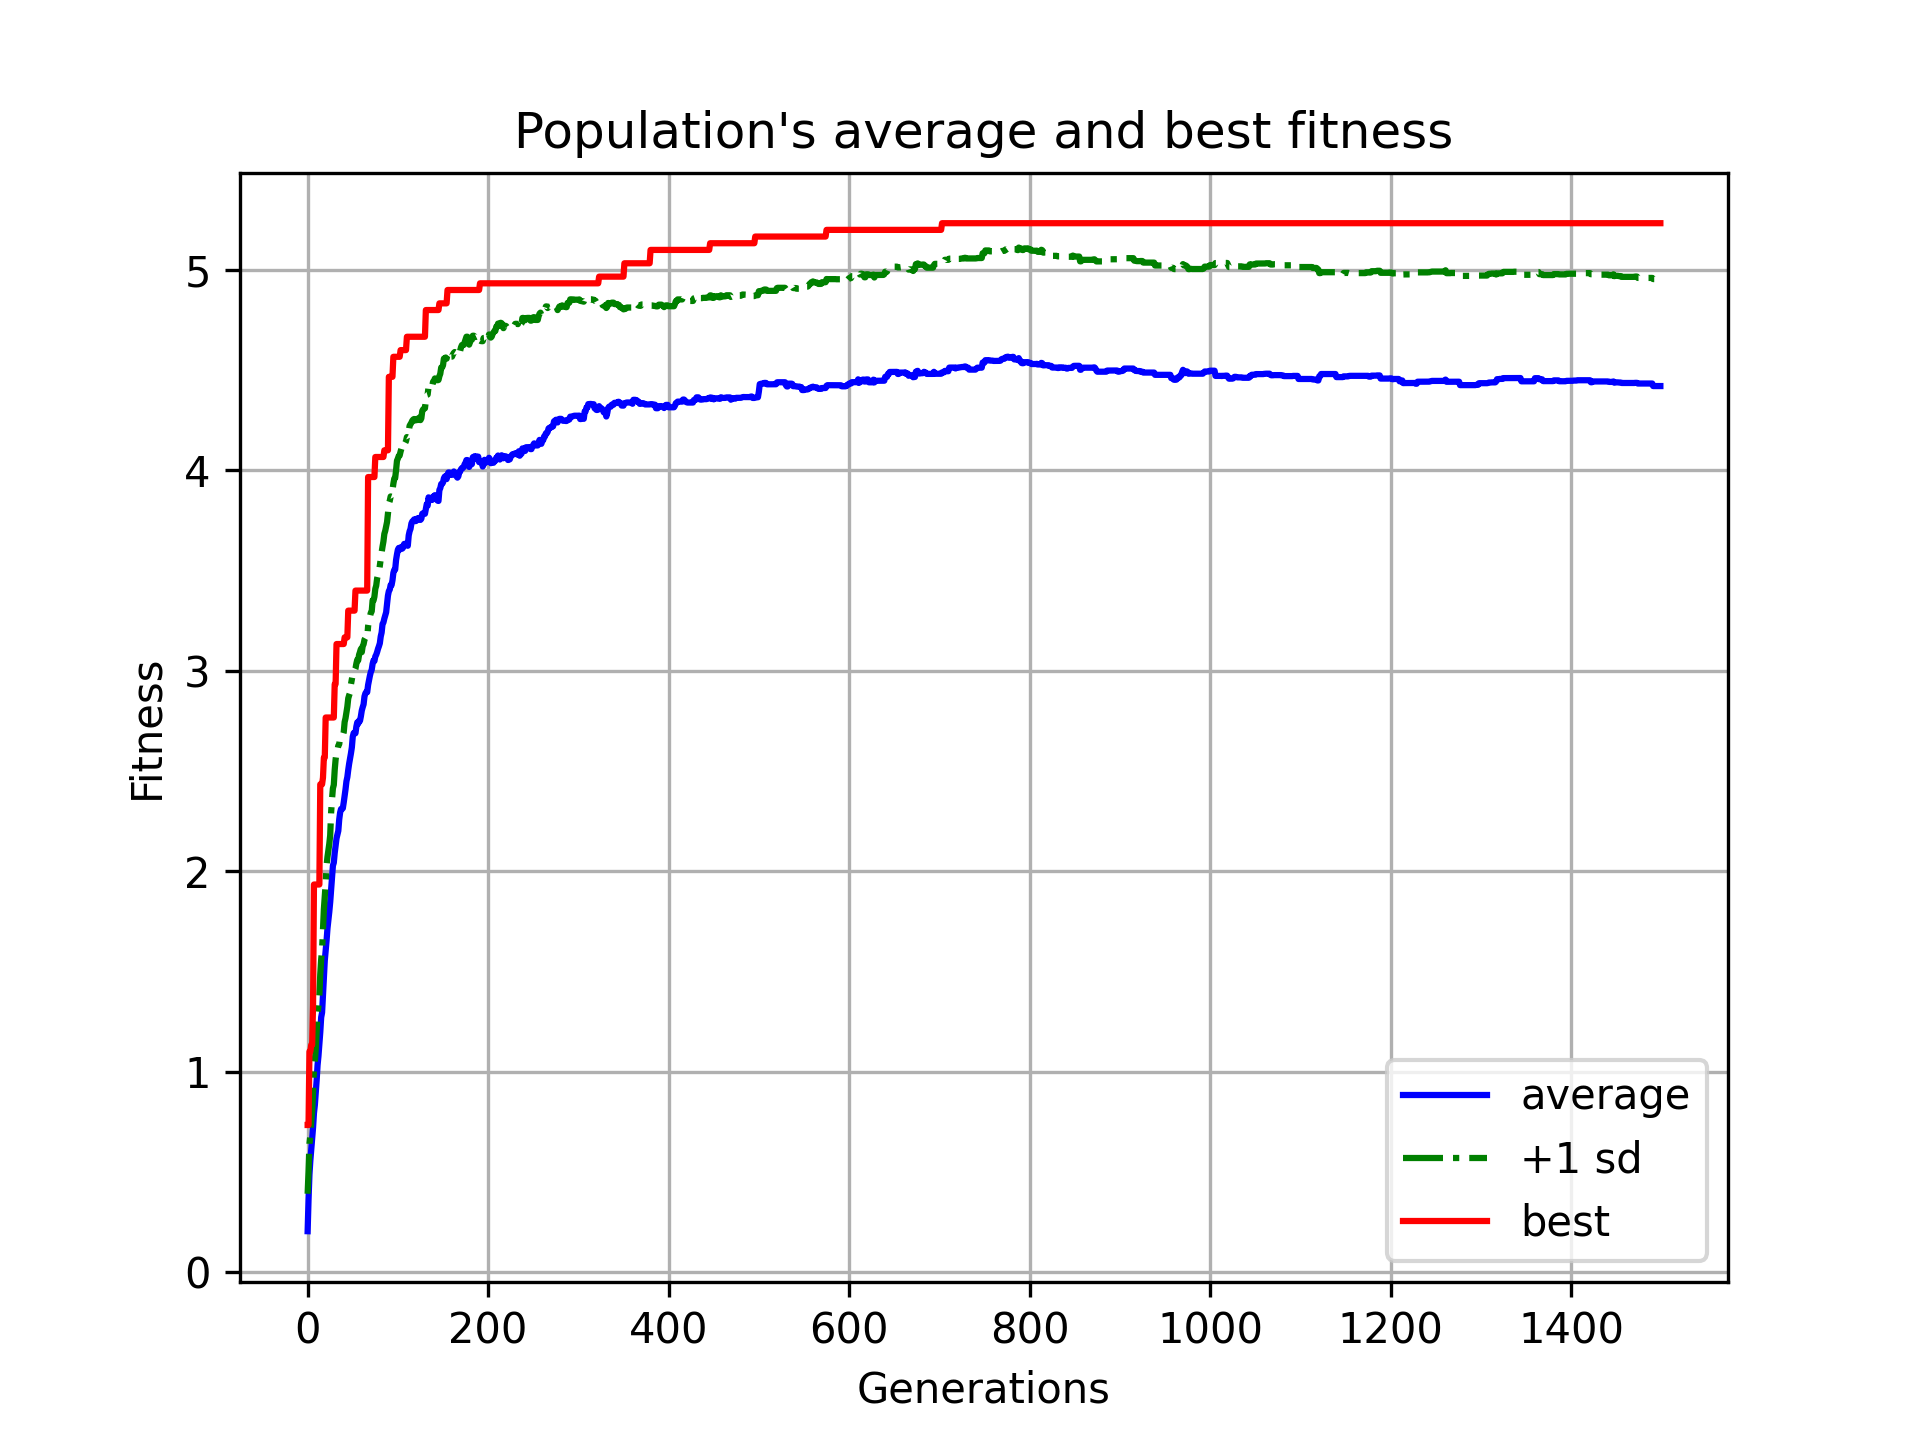 Population's average and best fitness
Fitness
5
4
3
2
1
0
0 200 400 600 800 1000 1200 1400
Generations
average
+1 sd
best